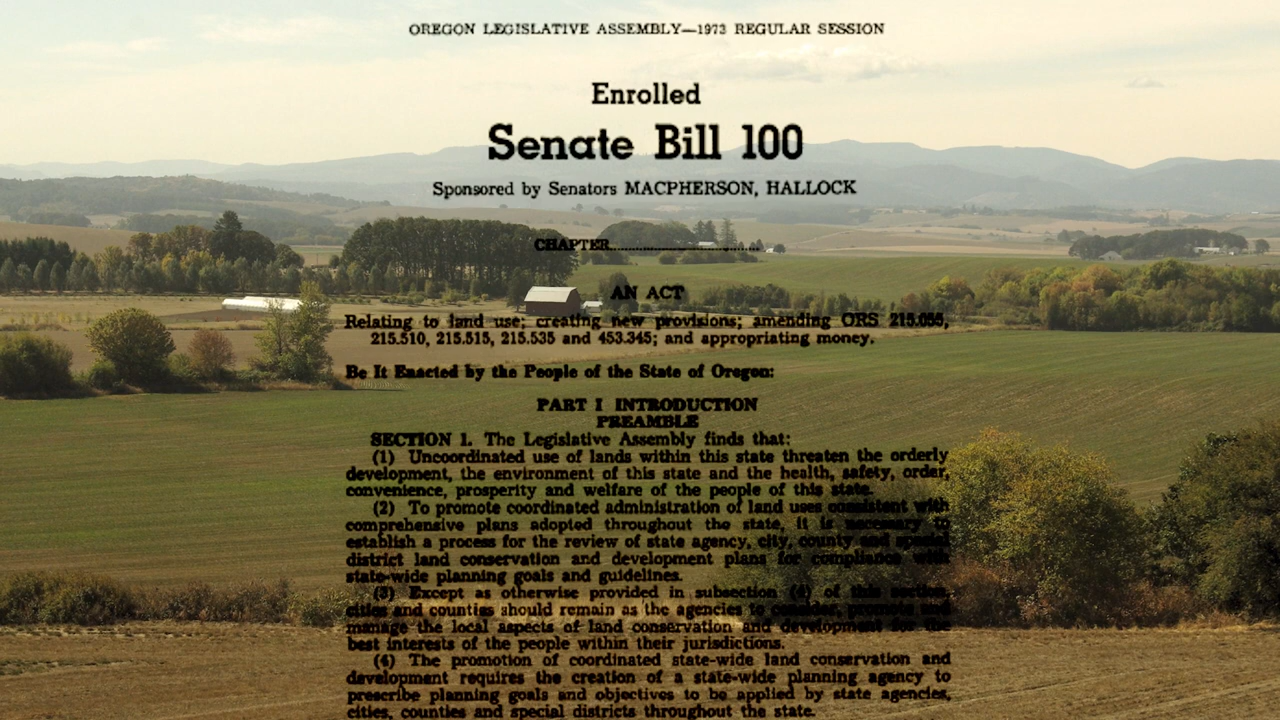 OREGON LEGISLATIVE ASSEMBLY—1973 REGULAR SESSION
Enrolled
Senate Bill 100
Sponsored by Senators MACPHERSON, HALLOCK
CHAPTER........................................
AN ACT
Relating to land use; creating new provisions; amending ORS 215.055,
215.510, 215.515, 215.535 and 453.345; and appropriating money.
Be It Enacted by the People of the State of Oregon:
PART I INTRODUCTION
PREAMBLE
SECTION 1. The Legislative Assembly finds that:
(1) Uncoordinated use of lands within this state threaten the orderly
development, the environment of this state and the health, safety, order,
convenience, prosperity and welfare of the people of this state.
(2) To promote coordinated administration of land uses consistent with
comprehensive plans adopted throughout the state, it is necessary to
establish a process for the review of state agency, city, county and special
district land conservation and development plans for compliance with
state-wide planning goals and guidelines.
(3) Except as otherwise provided in subsection (4) of this section,
cities and counties should remain as the agencies to consider, promote and
manage the local aspects of land conservation and development for the
best interests of the people within their jurisdictions.
(4) The promotion of coordinated state-wide land conservation and
development requires the creation of a state-wide planning agency to
prescribe planning goals and objectives to be applied by state agencies,
cities, counties and special districts throughout the state.